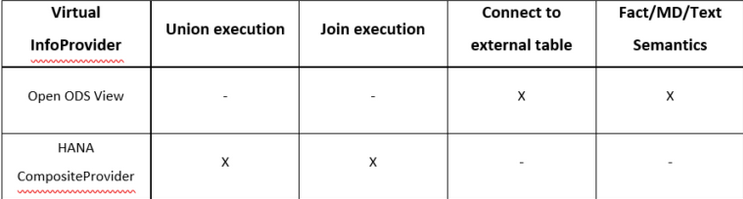 Virtual InfoProvider Union execution Join execution Connect to external table Fact/MD/Text Semantics
Open ODS View - - X X
HANA CompositeProvider X X - -